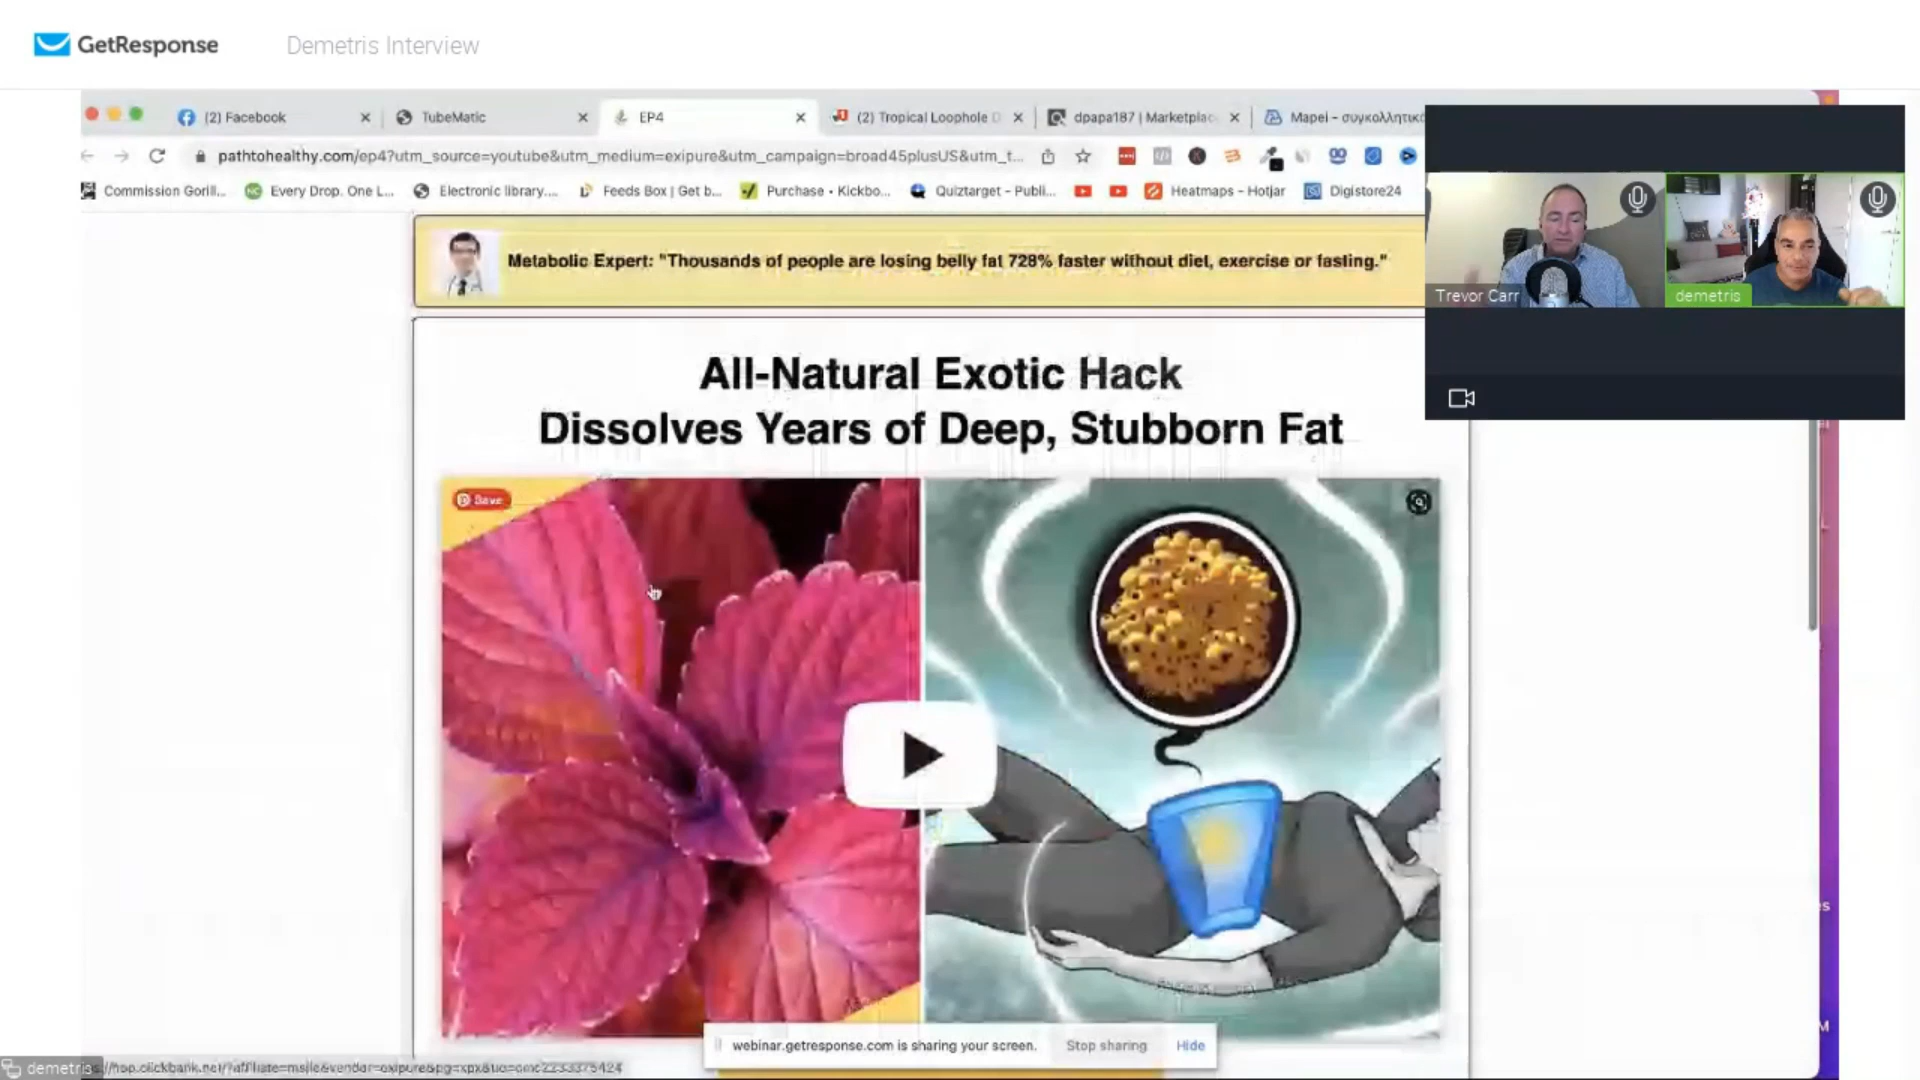 GetResponse
Demetris Interview
(2) Facebook
TubeMatic
EP4
(2) Tropical Loophole D
dpapa187 | Marketplac
Mapei - συγκολλητικό
pathtohealthy.com/ep4?utm_source=youtube&utm_medium=exipure&utm_campaign=broad45plusUS&utm_t...
Commission Gorill...
Every Drop. One L...
Electronic library....
Feeds Box | Get b...
Purchase • Kickbo...
Quiztarget - Publi...
Heatmaps - Hotjar
Digistore24
Metabolic Expert: "Thousands of people are losing belly fat 728% faster without diet, exercise or fasting."
Trevor Carr
demetris
All-Natural Exotic Hack
Dissolves Years of Deep, Stubborn Fat
Save
webinar.getresponse.com is sharing your screen.
Stop sharing
Hide
demetris